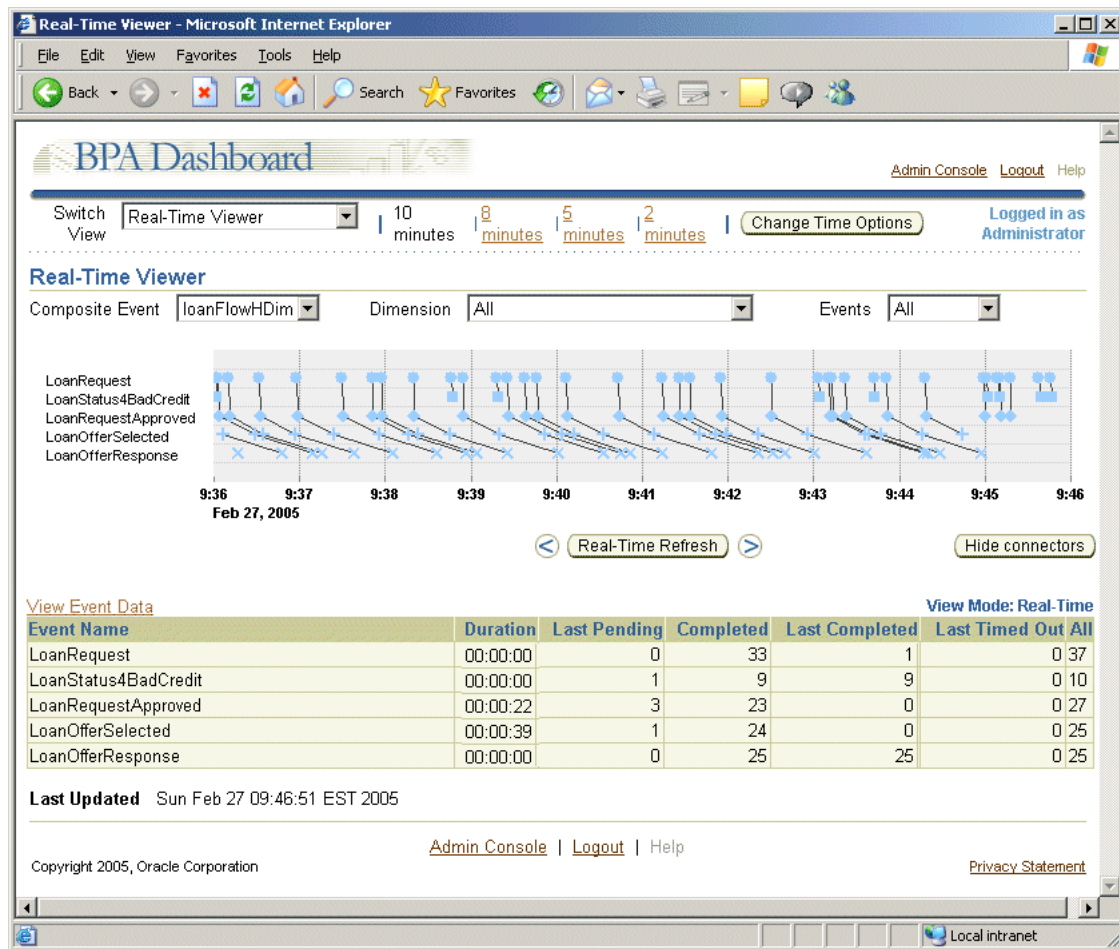 Real-Time Viewer - Microsoft Internet Explorer
File Edit View Favorites Tools Help
Back Search Favorites
BPA Dashboard
Admin Console Logout Help
Switch View Real-Time Viewer 10 minutes 8 minutes 5 minutes 2 minutes Change Time Options Logged in as Administrator
Real-Time Viewer
Composite Event loanFlowHDim Dimension All Events All
LoanRequest
LoanStatus4BadCredit
LoanRequestApproved
LoanOfferSelected
LoanOfferResponse
9:36 9:37 9:38 9:39 9:40 9:41 9:42 9:43 9:44 9:45 9:46
Feb 27, 2005
< Real-Time Refresh > Hide connectors
View Event Data View Mode: Real-Time
Event Name Duration Last Pending Completed Last Completed Last Timed Out All
LoanRequest 00:00:00 0 33 1 0 37
LoanStatus4BadCredit 00:00:00 1 9 9 0 10
LoanRequestApproved 00:00:22 3 23 0 0 27
LoanOfferSelected 00:00:39 1 24 0 0 25
LoanOfferResponse 00:00:00 0 25 25 0 25
Last Updated Sun Feb 27 09:46:51 EST 2005
Admin Console | Logout | Help
Copyright 2005, Oracle Corporation Privacy Statement
Local intranet